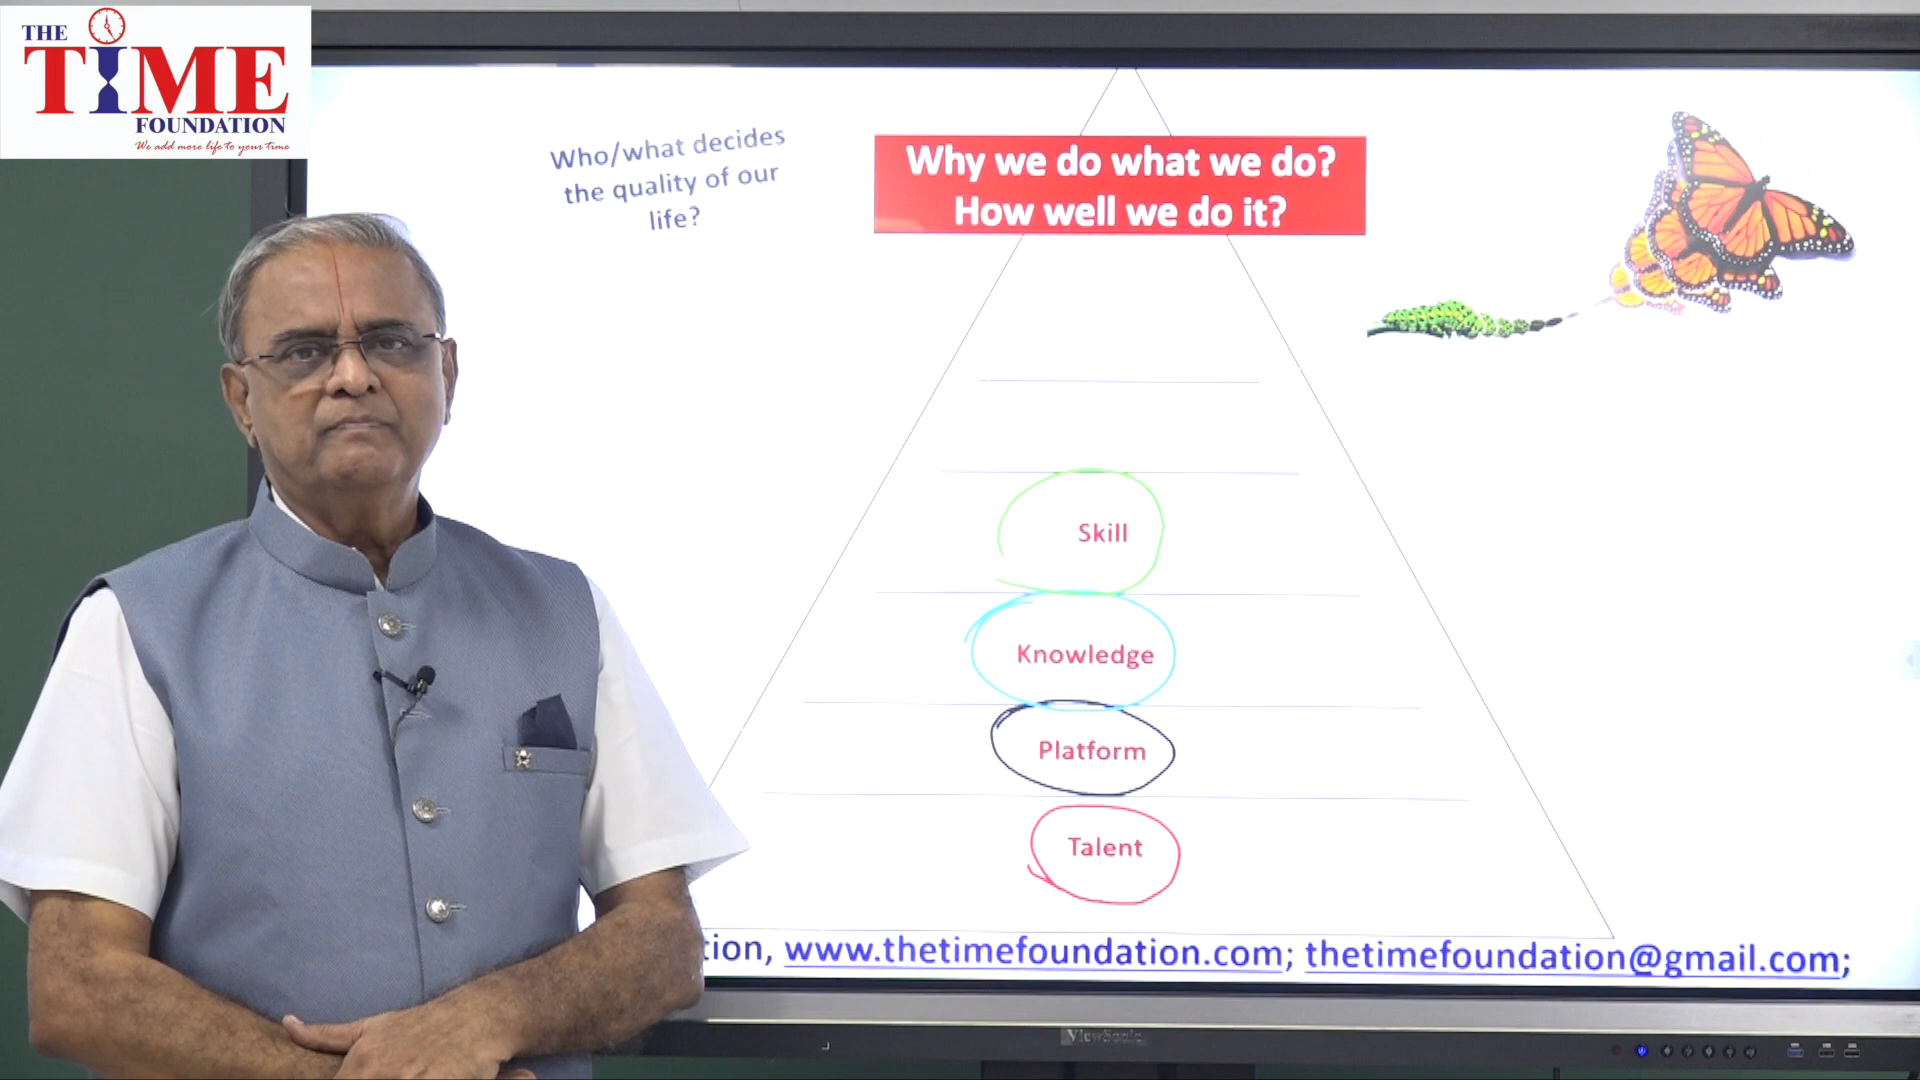 THE
TIME
FOUNDATION
We add more life to your time
Who/what decides
the quality of our
life?
Why we do what we do?
How well we do it?
Skill
Knowledge
Platform
Talent
tion, www.thetimefoundation.com; thetimefoundation@gmail.com;
ViewSonic